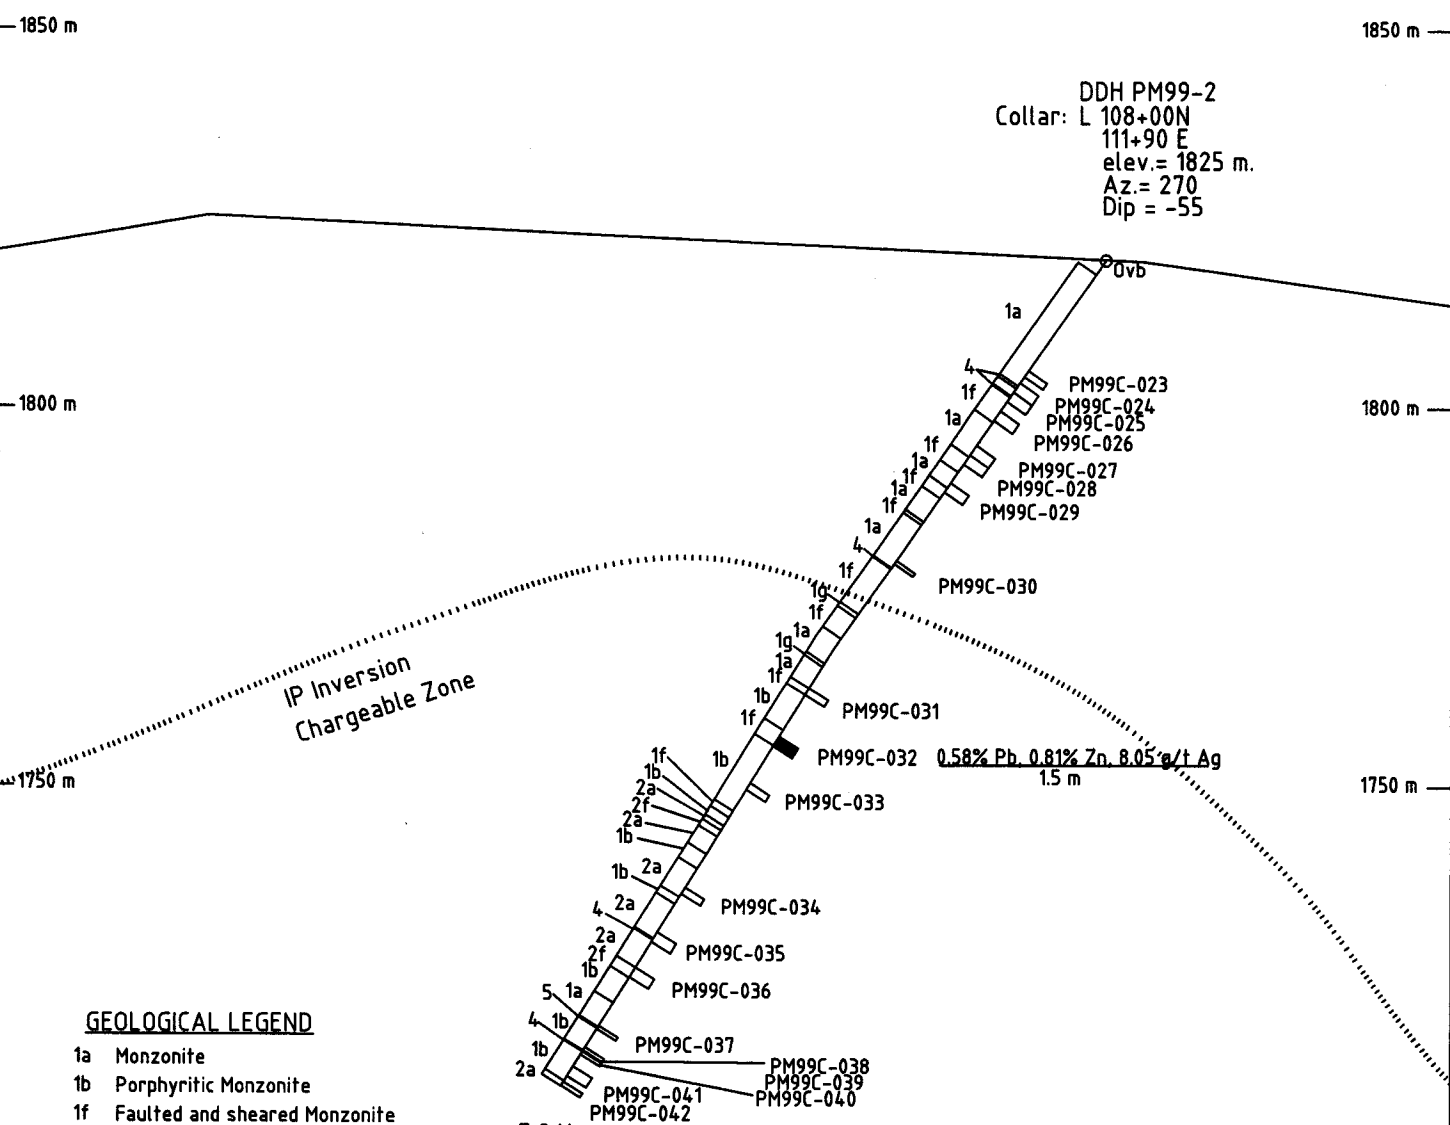 1850 m
1850 m
DDH PM99-2
Collar: L 108+00N
111+90 E
elev.= 1825 m.
Az.= 270
Dip = -55
Ovb
1a
4
PM99C-023
1f
1800 m
PM99C-024
1800 m
1a
PM99C-025
1f
PM99C-026
1a
PM99C-027
1f
1a
PM99C-028
1f
PM99C-029
1a
4
1f
PM99C-030
1g
1f
1a
1g
1a
IP Inversion
Chargeable Zone
1f
1b
PM99C-031
1f
1b
PM99C-032 0.58% Pb, 0.81% Zn, 8.05 g/t Ag
1.5 m
1750 m
1750 m
1f
1b
2a
PM99C-033
2f
2a
1b
2a
1b
2a
PM99C-034
4
2a
PM99C-035
2f
1b
PM99C-036
1a
5
1b
4
PM99C-037
1b
PM99C-038
2a
PM99C-039
PM99C-040
PM99C-041
PM99C-042
GEOLOGICAL LEGEND
1a Monzonite
1b Porphyritic Monzonite
1f Faulted and sheared Monzonite